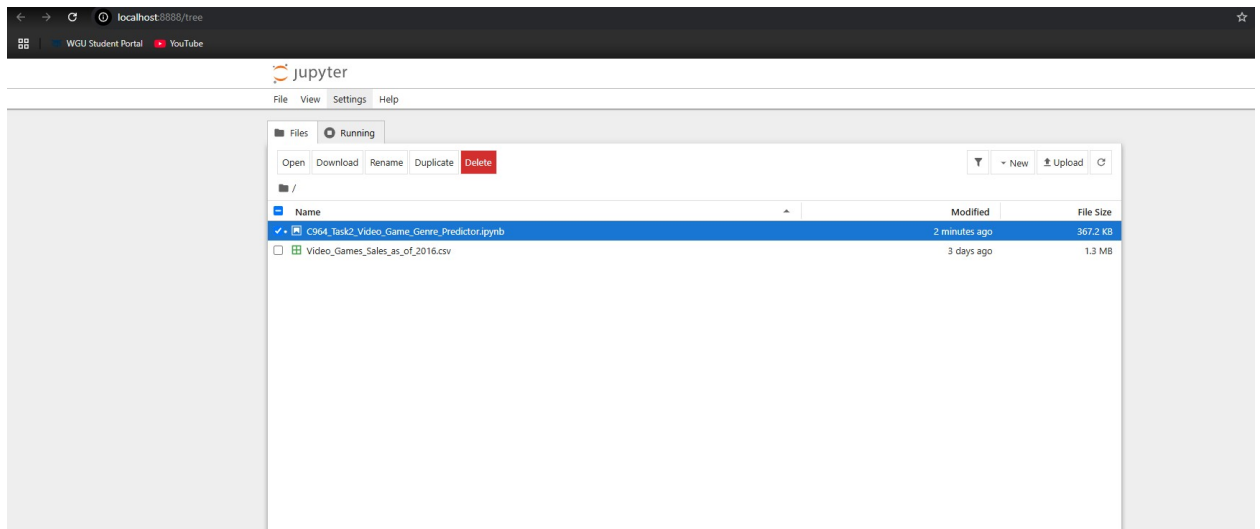 localhost:8888/tree
WGU Student Portal YouTube
jupyter
File View Settings Help
Files Running
Open Download Rename Duplicate Delete New Upload
/
Name Modified File Size
C964_Task2_Video_Game_Genre_Predictor.ipynb 2 minutes ago 367.2 KB
Video_Games_Sales_as_of_2016.csv 3 days ago 1.3 MB